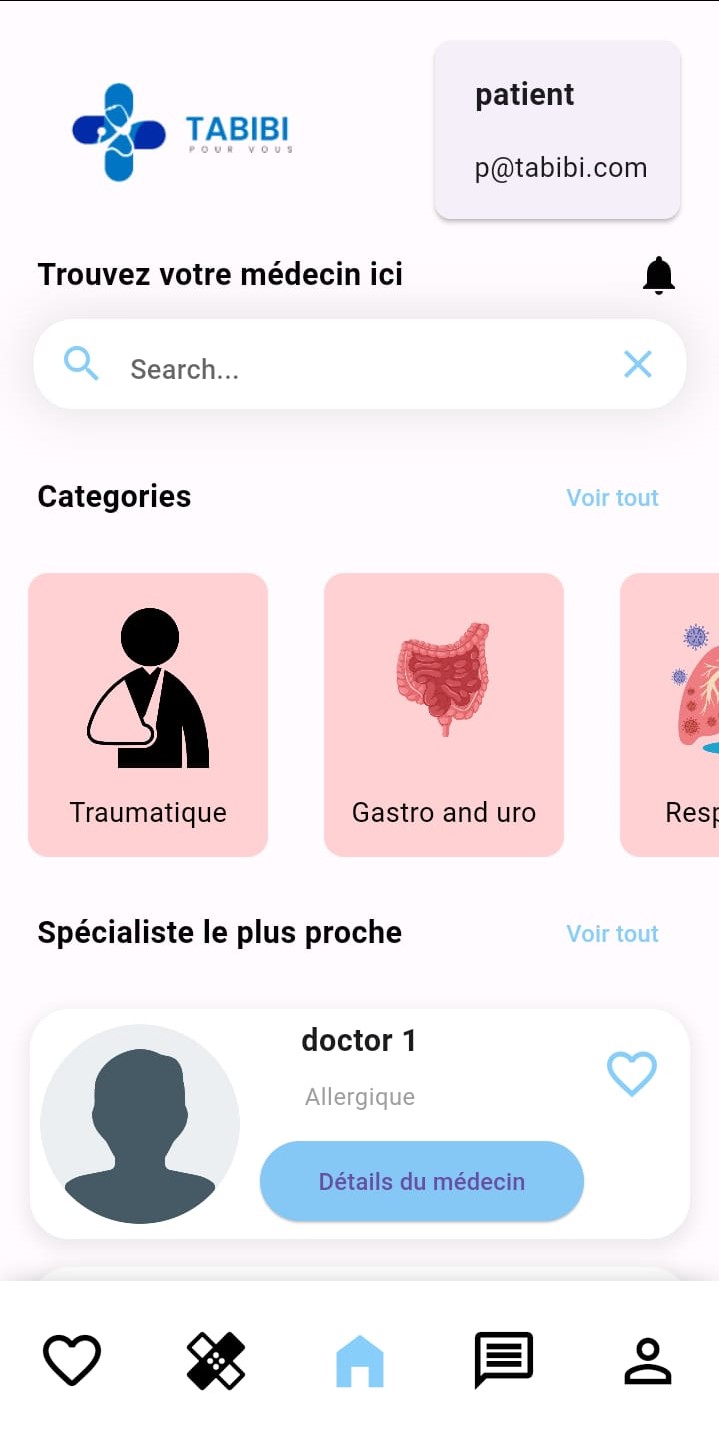 patient
TABIBI
POUR VOUS
p@tabibi.com
Trouvez votre médecin ici
Search...
Categories
Voir tout
Traumatique
Gastro and uro
Resp
Spécialiste le plus proche
Voir tout
doctor 1
Allergique
Détails du médecin